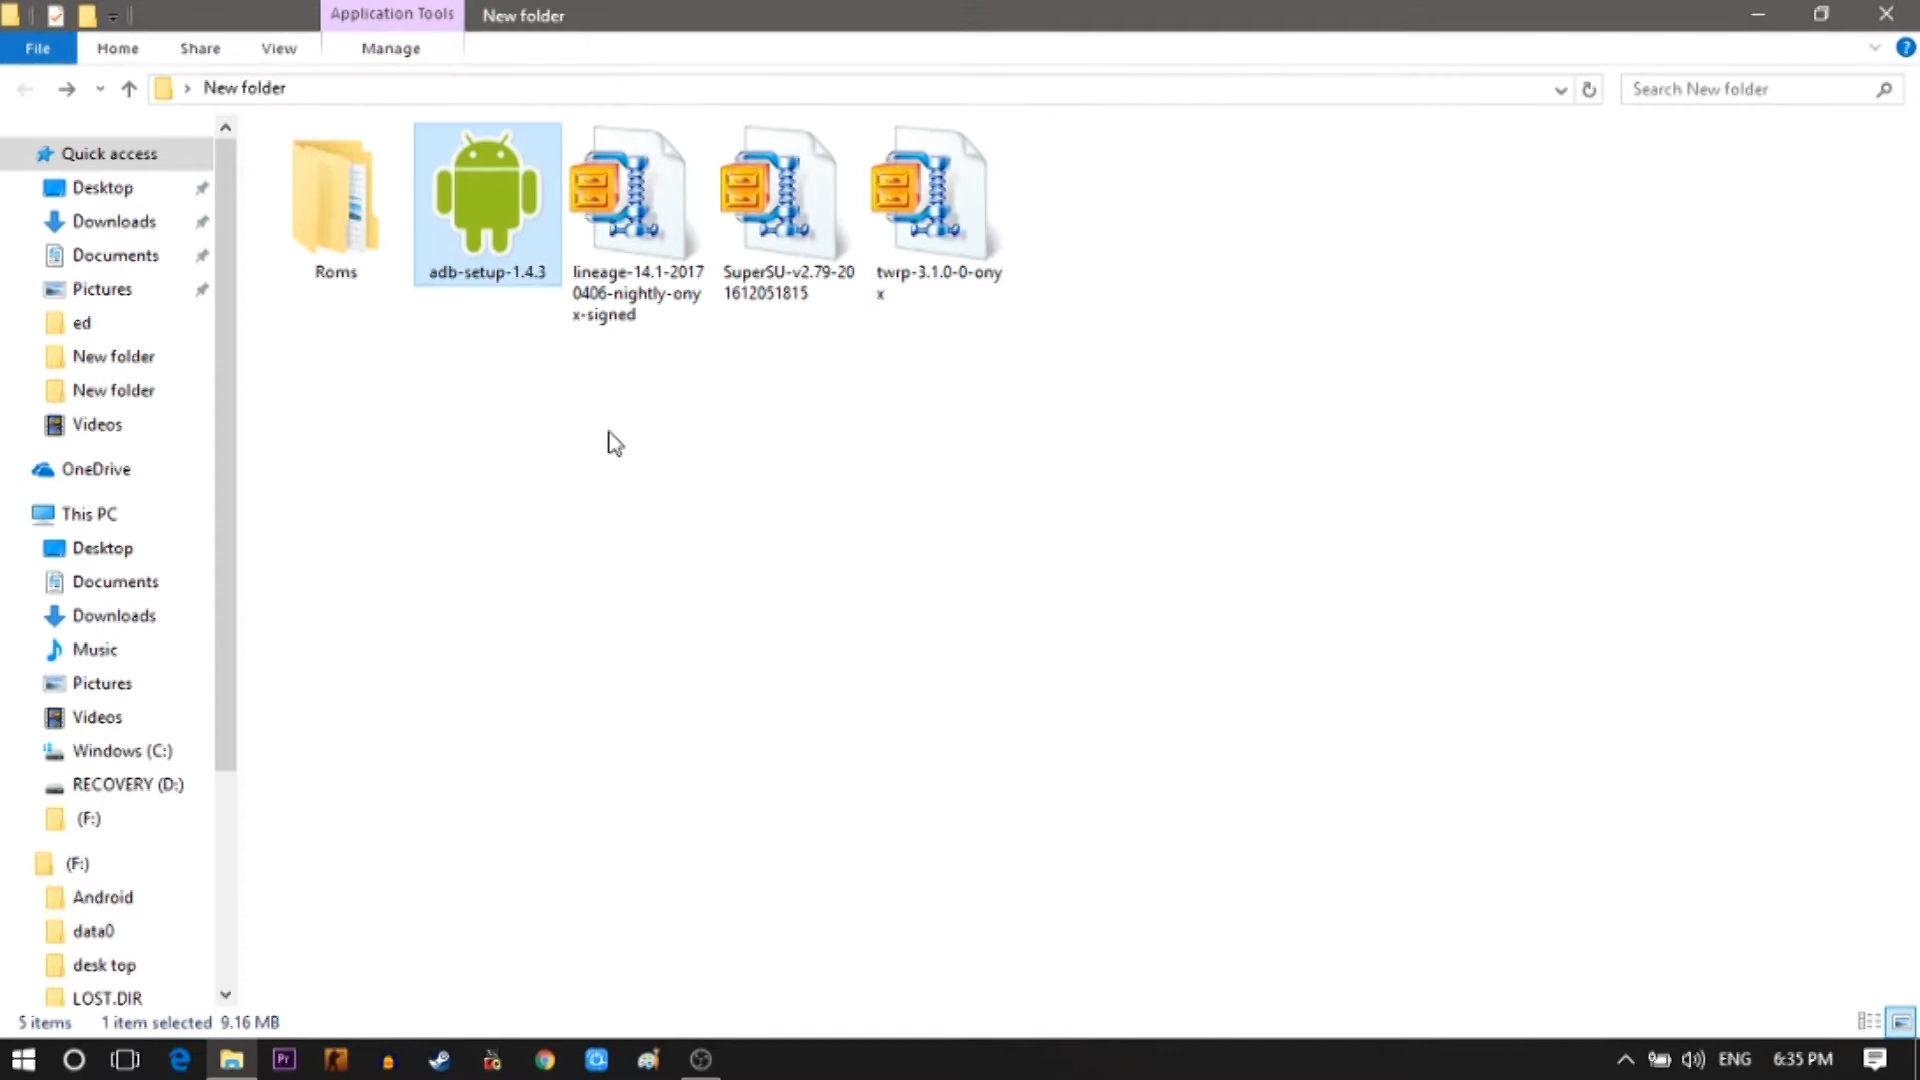 Application Tools
New folder
File
Home
Share
View
Manage
?
New folder
Search New folder
Quick access
Desktop
Downloads
Documents
Pictures
ed
New folder
New folder
Videos
OneDrive
This PC
Desktop
Documents
Downloads
Music
Pictures
Videos
Windows (C:)
RECOVERY (D:)
(F:)
(F:)
Android
data0
desk top
LOST.DIR
Roms
adb-setup-1.4.3
lineage-14.1-2017
0406-nightly-ony
x-signed
SuperSU-v2.79-20
1612051815
twrp-3.1.0-0-ony
x
5 items
1 item selected 9.16 MB
Pr
ENG
6:35 PM